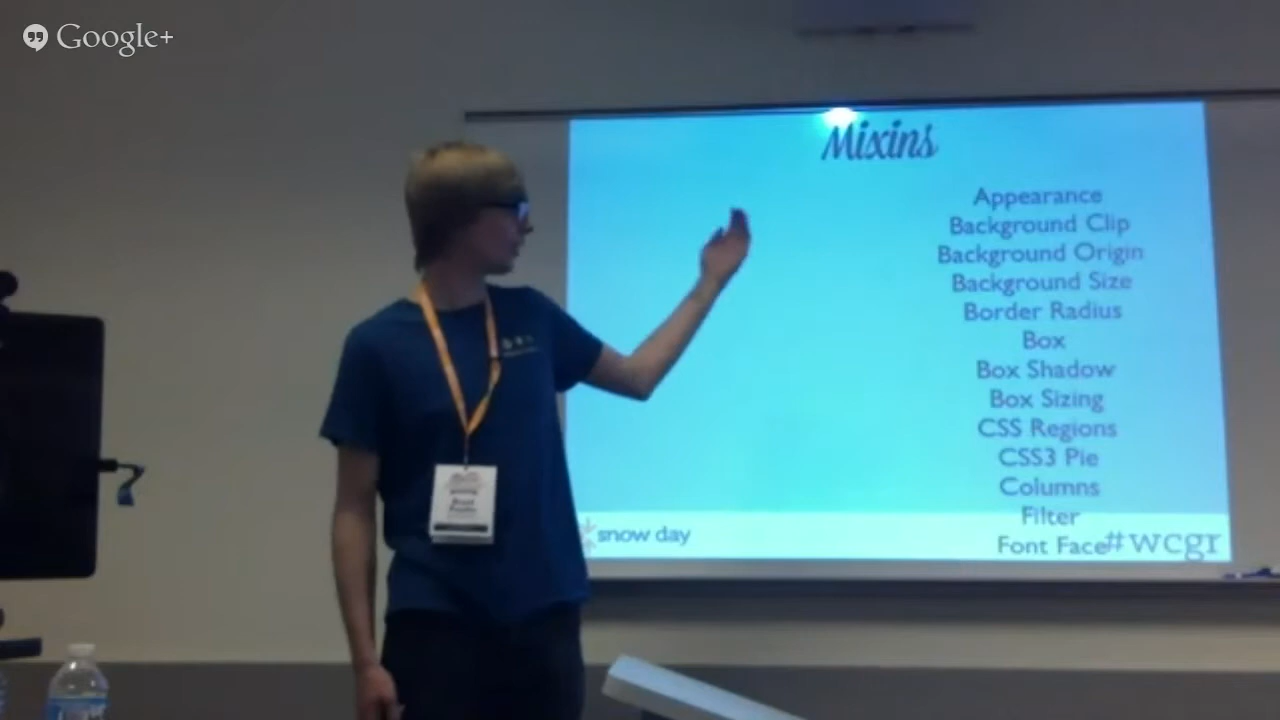 Google+
Mixins
Appearance
Background Clip
Background Origin
Background Size
Border Radius
Box
Box Shadow
Box Sizing
CSS Regions
CSS3 Pie
Columns
Filter
Font Face
snow day
#wcgr